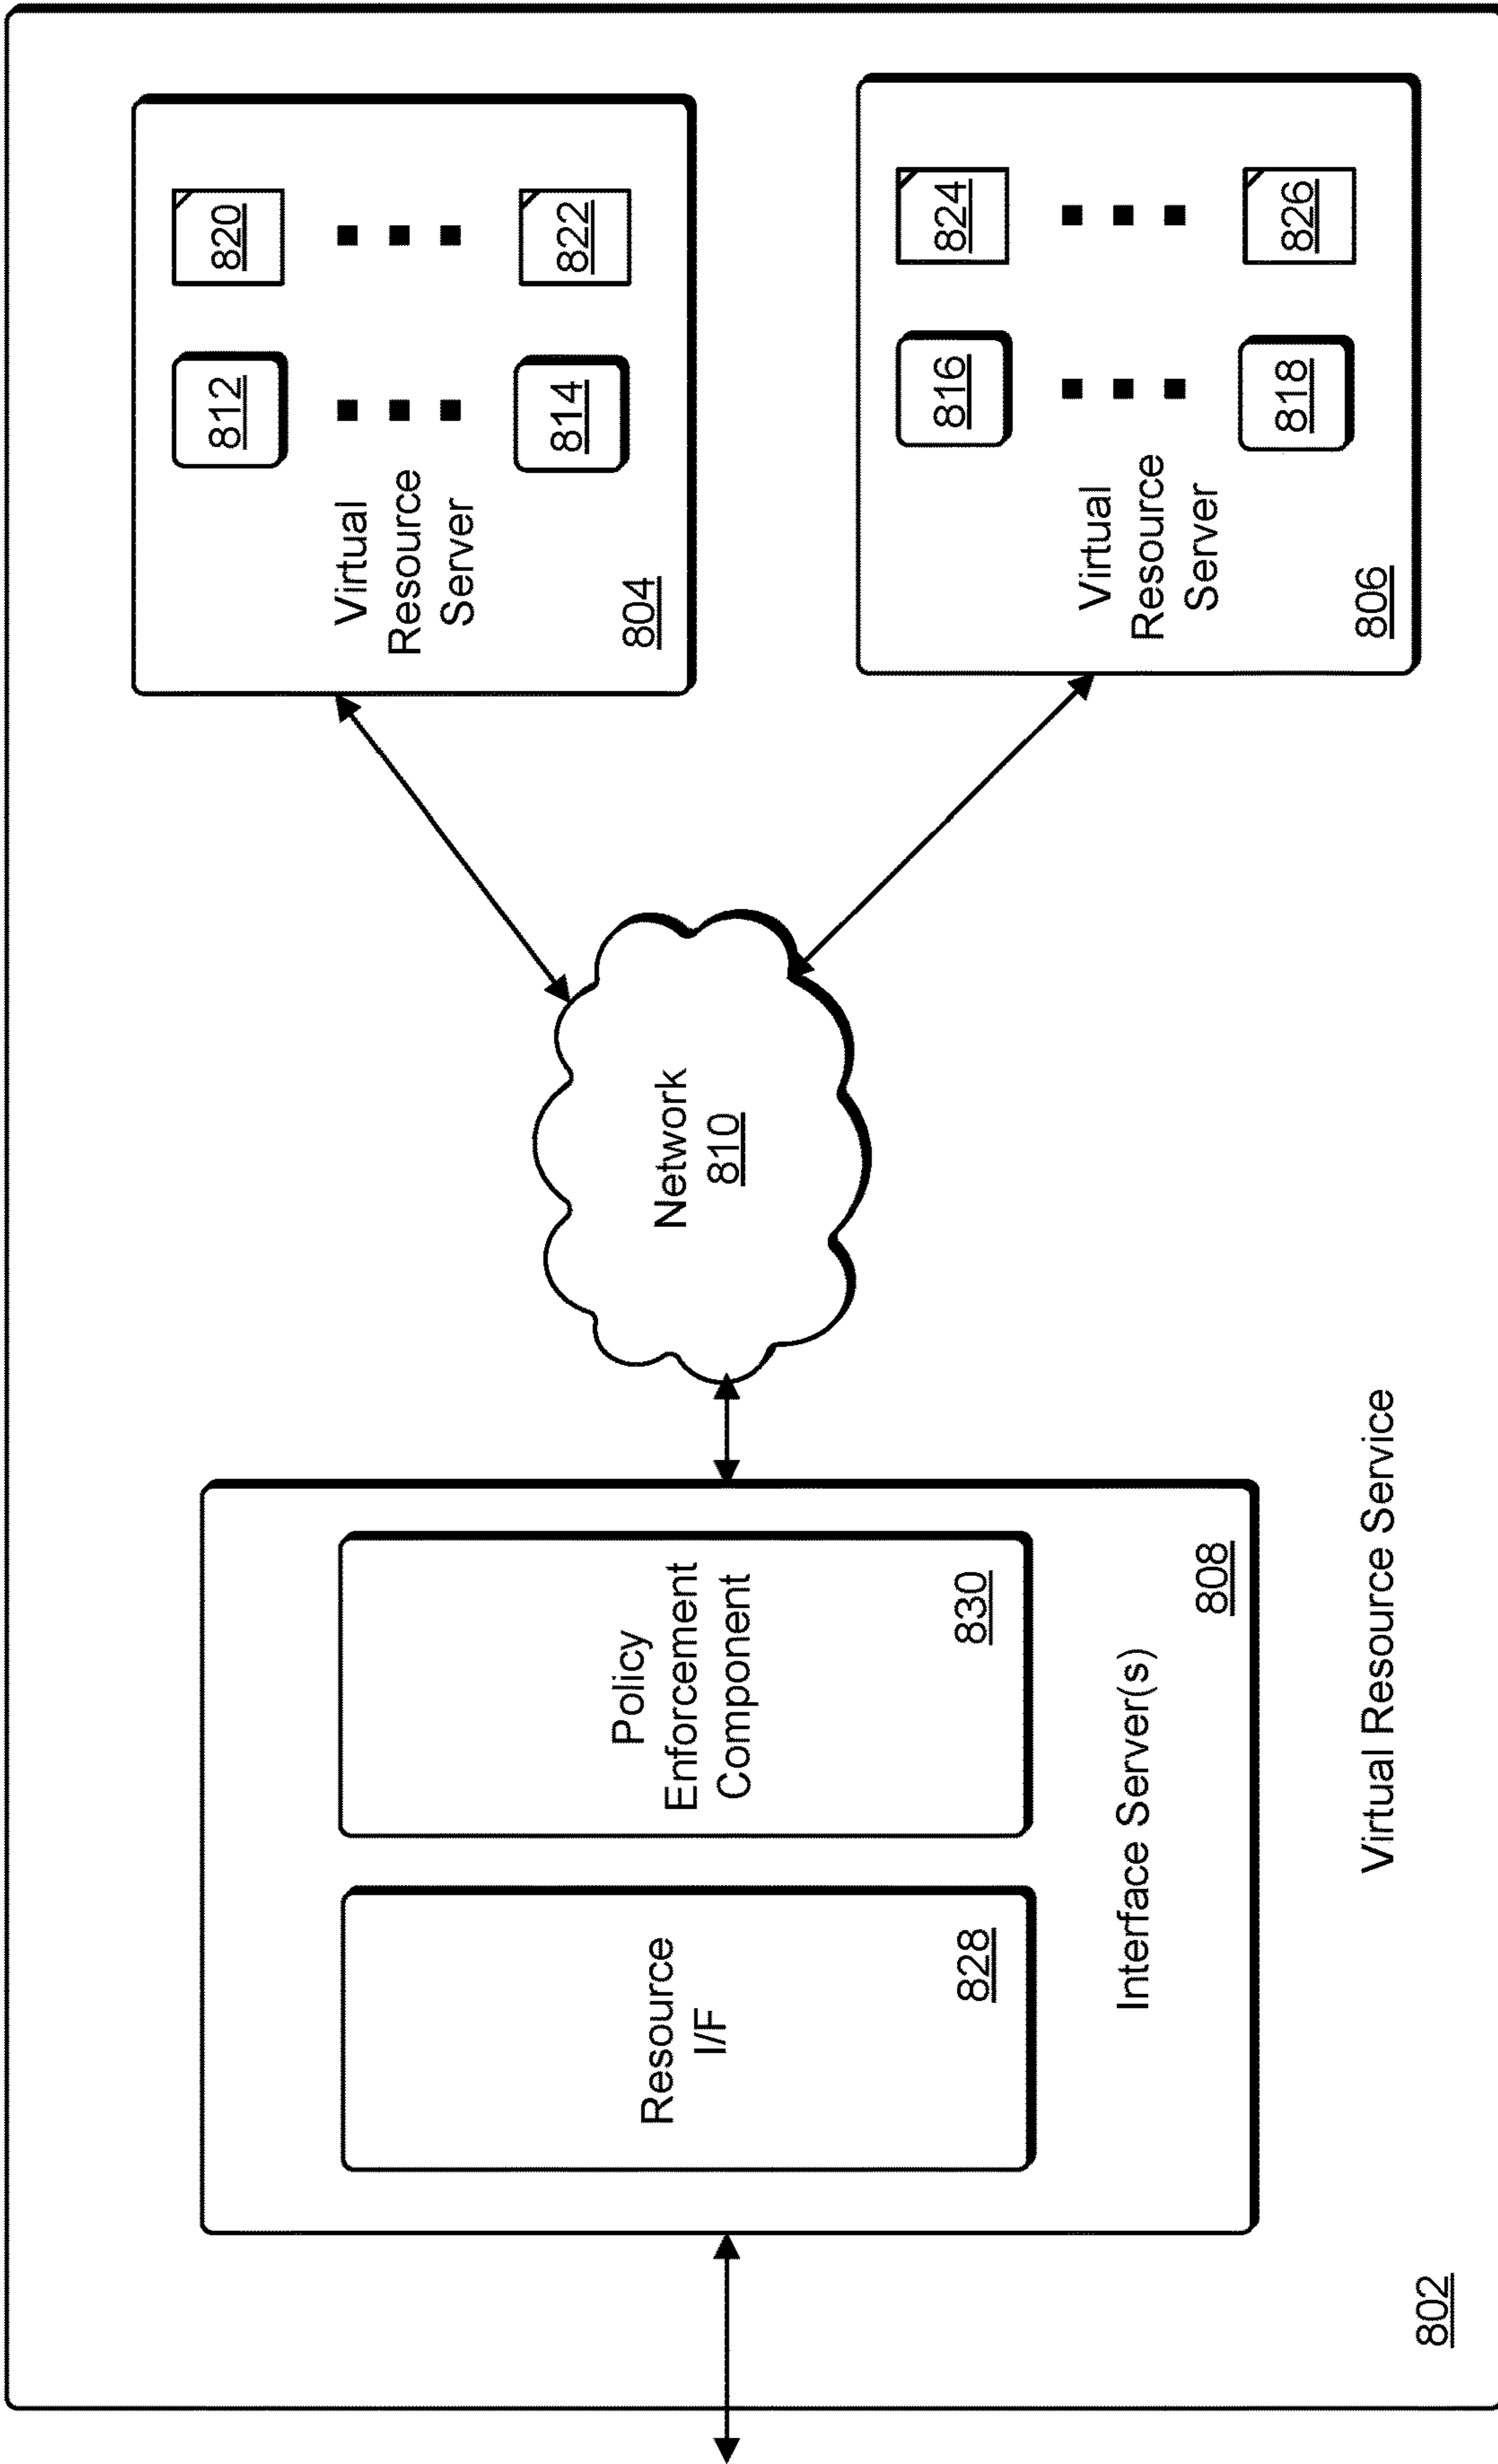 Resource
I/F
828
Policy
Enforcement
Component
830
Interface Server(s)
808
Network
810
812
820
Virtual
Resource
Server
814
822
804
816
824
Virtual
Resource
Server
818
826
806
Virtual Resource Service
802